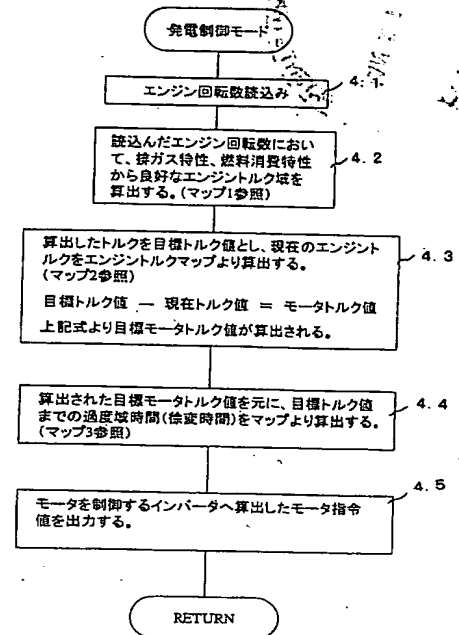 発電制御モード
4. 1
エンジン回転数読込み
4. 2
読込んだエンジン回転数におい
て、排ガス特性、燃料消費特性
から良好なエンジントルク域を
算出する。(マップ1参照)
4. 3
算出したトルクを目標トルク値とし、現在のエンジント
ルクをエンジントルクマップより算出する。
(マップ2参照)
目標トルク値 − 現在トルク値 = モータトルク値
上記式より目標モータトルク値が算出される。
4. 4
算出された目標モータトルク値を元に、目標トルク値
までの過度域時間(徐変時間)をマップより算出する。
(マップ3参照)
4. 5
モータを制御するインバータへ算出したモータ指令
値を出力する。
RETURN